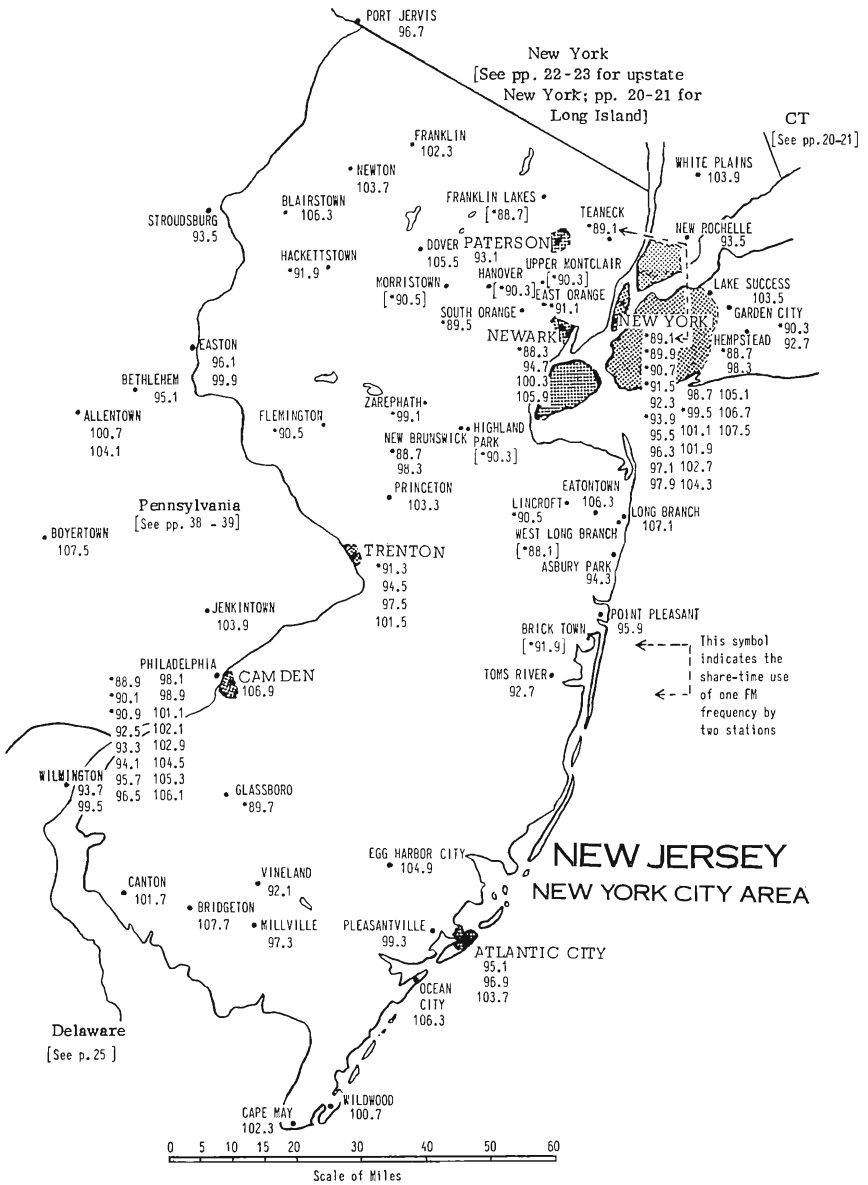 PORT JERVIS
96.7
New York
[See pp. 22-23 for upstate
New York; pp. 20-21 for
Long Island]
CT
[See pp. 20-21]
FRANKLIN
102.3
NEWTON
103.7
WHITE PLAINS
103.9
BLAIRSTOWN
106.3
FRANKLIN LAKES
[*88.7]
TEANECK
*89.1
STROUDSBURG
93.5
NEW ROCHELLE
93.5
DOVER
105.5
PATERSON
93.1
HACKETTSTOWN
*91.9
UPPER MONTCLAIR
[*90.3]
HANOVER
[*90.3]
MORRISTOWN
[*90.5]
EAST ORANGE
*91.1
LAKE SUCCESS
103.5
GARDEN CITY
*90.3
92.7
SOUTH ORANGE
*89.5
NEWARK
*88.3
94.7
100.3
105.9
NEW YORK
*89.1
*89.9
*90.7
*91.5
92.3
*93.9
95.5
96.3
97.1
97.9
98.7
*99.5
101.1
101.9
102.7
104.3
105.1
106.7
107.5
HEMPSTEAD
*88.7
98.3
EASTON
96.1
99.9
BETHLEHEM
95.1
ALLENTOWN
100.7
104.1
FLEMINGTON
*90.5
ZAREPHATH
*99.1
NEW BRUNSWICK
*88.7
98.3
HIGHLAND
PARK
[*90.3]
PRINCETON
103.3
EATONTOWN
106.3
LINCROFT
*90.5
LONG BRANCH
107.1
WEST LONG BRANCH
[*88.1]
ASBURY PARK
94.3
Pennsylvania
[See pp. 38 - 39]
BOYERTOWN
107.5
TRENTON
*91.3
94.5
97.5
101.5
JENKINTOWN
103.9
POINT PLEASANT
95.9
BRICK TOWN
[*91.9]
TOMS RIVER
92.7
This symbol
indicates the
share-time use
of one FM
frequency by
two stations
PHILADELPHIA
*88.9
*90.1
*90.9
92.5
93.3
94.1
95.7
96.5
98.1
98.9
101.1
102.1
102.9
104.5
105.3
106.1
CAMDEN
106.9
WILMINGTON
93.7
99.5
GLASSBORO
*89.7
EGG HARBOR CITY
104.9
NEW JERSEY
NEW YORK CITY AREA
CANTON
101.7
VINELAND
92.1
BRIDGETON
107.7
MILLVILLE
97.3
PLEASANTVILLE
99.3
ATLANTIC CITY
95.1
96.9
103.7
OCEAN
CITY
106.3
Delaware
[See p. 25 ]
WILDWOOD
100.7
CAPE MAY
102.3
0 5 10 20 30 40 50 60
Scale of Miles